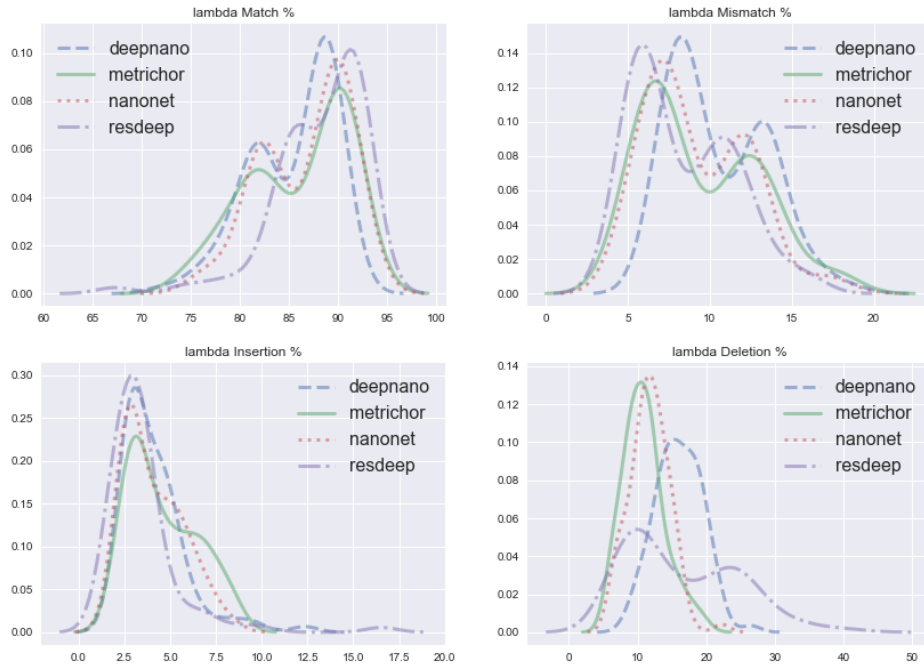 lambda Match %
0.10
0.08
0.06
0.04
0.02
0.00
60 65 70 75 80 85 90 95 100
deepnano
metrichor
nanonet
resdeep
lambda Mismatch %
0.14
0.12
0.10
0.08
0.06
0.04
0.02
0.00
0 5 10 15 20
deepnano
metrichor
nanonet
resdeep
lambda Insertion %
0.30
0.25
0.20
0.15
0.10
0.05
0.00
0.0 2.5 5.0 7.5 10.0 12.5 15.0 17.5 20.0
deepnano
metrichor
nanonet
resdeep
lambda Deletion %
0.14
0.12
0.10
0.08
0.06
0.04
0.02
0.00
0 10 20 30 40 50
deepnano
metrichor
nanonet
resdeep